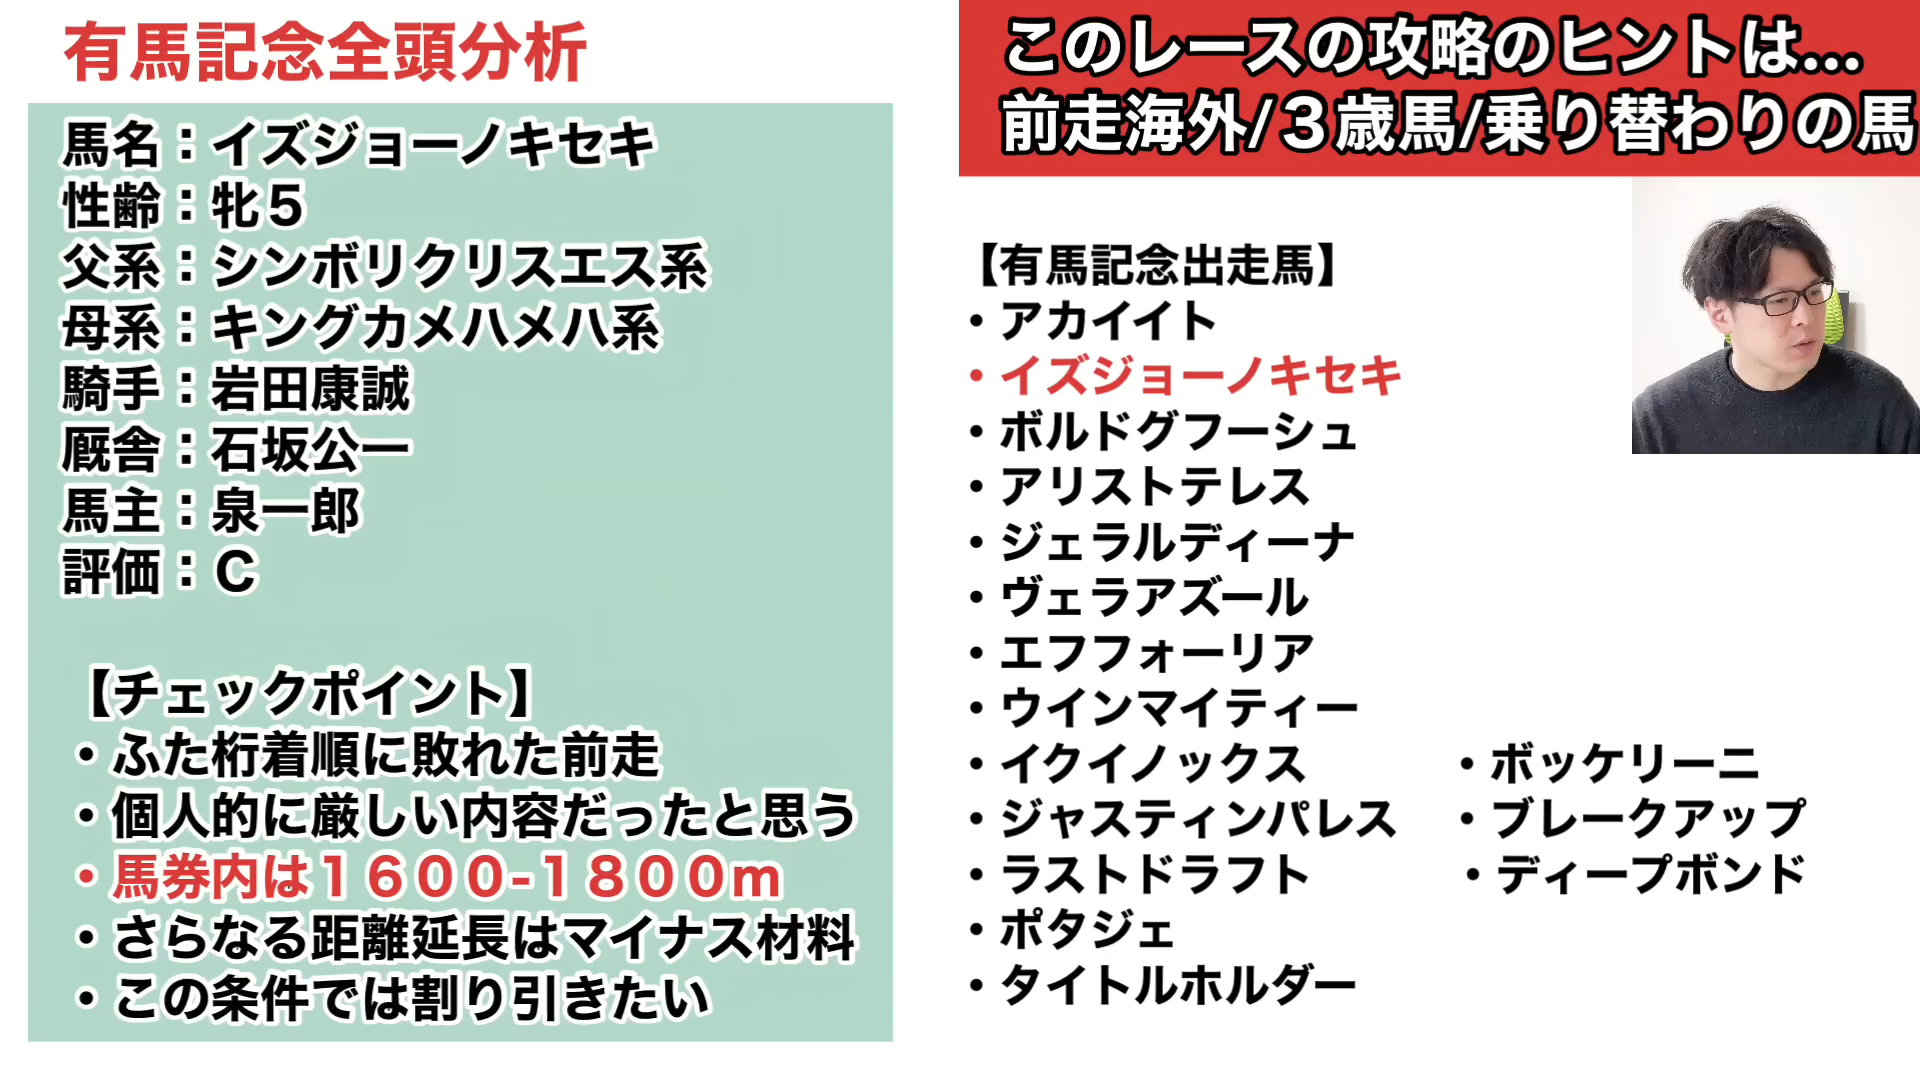 有馬記念全頭分析
馬名：イズジョーノキセキ
性齢：牝５
父系：シンボリクリスエス系
母系：キングカメハメハ系
騎手：岩田康誠
厩舎：石坂公一
馬主：泉一郎
評価：Ｃ
【チェックポイント】
・ふた桁着順に敗れた前走
・個人的に厳しい内容だったと思う
・馬券内は１６００-１８００ｍ
・さらなる距離延長はマイナス材料
・この条件では割り引きたい
このレースの攻略のヒントは…
前走海外/３歳馬/乗り替わりの馬
【有馬記念出走馬】
・アカイイト
・イズジョーノキセキ
・ボルドグフーシュ
・アリストテレス
・ジェラルディーナ
・ヴェラアズール
・エフフォーリア
・ウインマイティー
・イクイノックス
・ジャスティンパレス
・ラストドラフト
・ポタジェ
・タイトルホルダー
・ボッケリーニ
・ブレークアップ
・ディープボンド